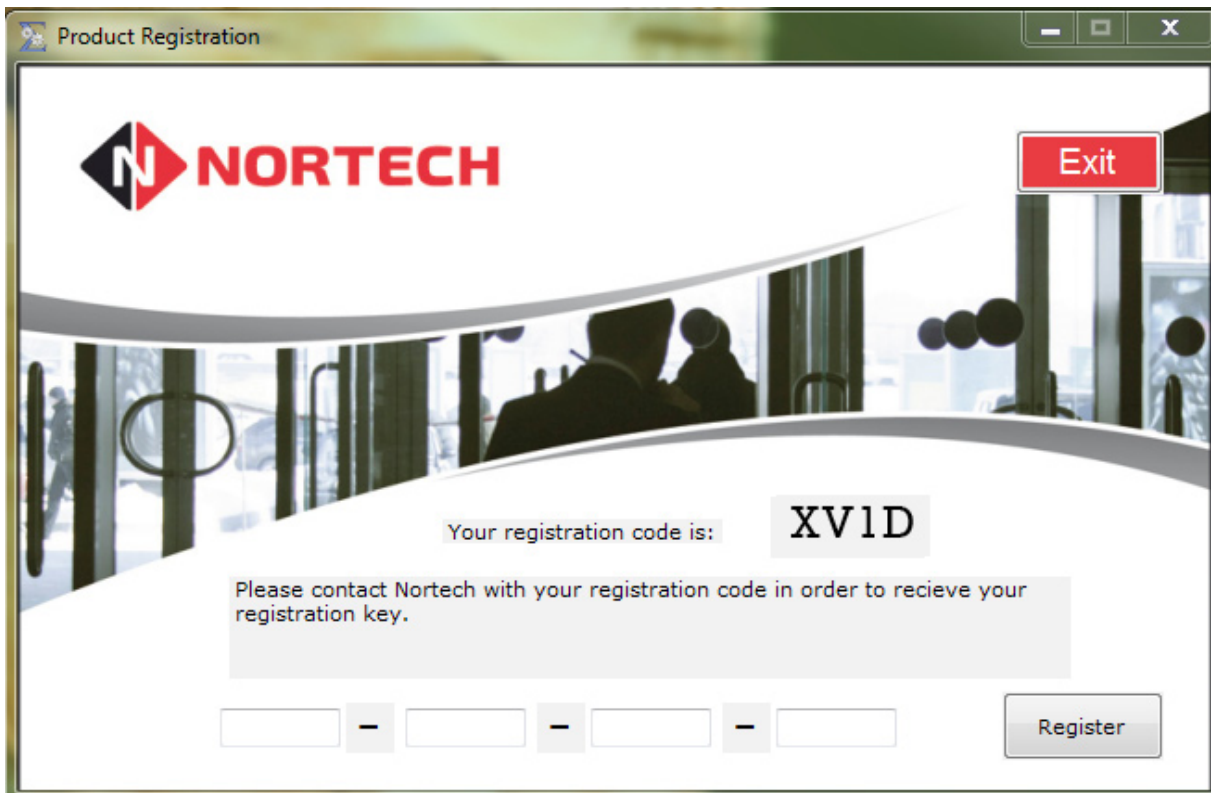 Product Registration
NORTECH
Exit
Your registration code is:
XV1D
Please contact Nortech with your registration code in order to recieve your
registration key.
– – –
Register